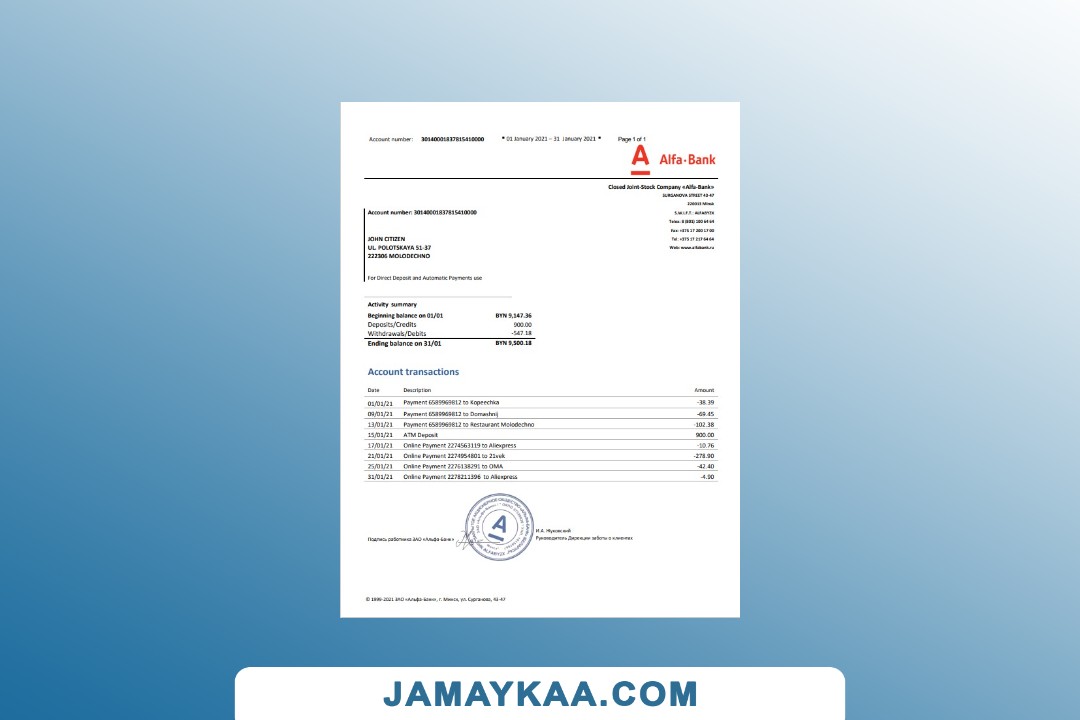 Account number: 30140001837815410000 * 01 January 2021 – 31 January 2021 * Page 1 of 1
Alfa·Bank
Closed Joint-Stock Company «Alfa-Bank»
SURGANOVA STREET 43-47
220013 Minsk
S.W.I.F.T.: ALFABY2X
Fax: +375 17 200 17 00
Tel: +375 17 217 64 64
Web: www.alfabank.ru
Account number: 30140001837815410000
JOHN CITIZEN
UL. POLOTSKAYA 51-37
222306 MOLODECHNO
For Direct Deposit and Automatic Payments use
Activity summary
Beginning balance on 01/01 BYN 9,147.36
Deposits/Credits 900.00
Withdrawals/Debits -547.18
Ending balance on 31/01 BYN 9,500.18
Account transactions
Date Description Amount
01/01/21 Payment 6589969812 to Kopeechka -38.39
09/01/21 Payment 6589969812 to Domashnij -69.45
13/01/21 Payment 6589969812 to Restaurant Molodechno -102.38
15/01/21 ATM Deposit 900.00
17/01/21 Online Payment 2274563119 to Aliexpress -10.76
21/01/21 Online Payment 2274954801 to 21vek -278.90
25/01/21 Online Payment 2276138291 to OMA -42.40
31/01/21 Online Payment 2278211396 to Aliexpress -4.90
Подпись работника ЗАО «Альфа-Банк»
И.А. Жуковский
Руководитель Дирекции заботы о клиентах
© 1999-2021 ЗАО «Альфа-Банк», г. Минск, ул. Сурганова, 43-47
JAMAYKAA.COM